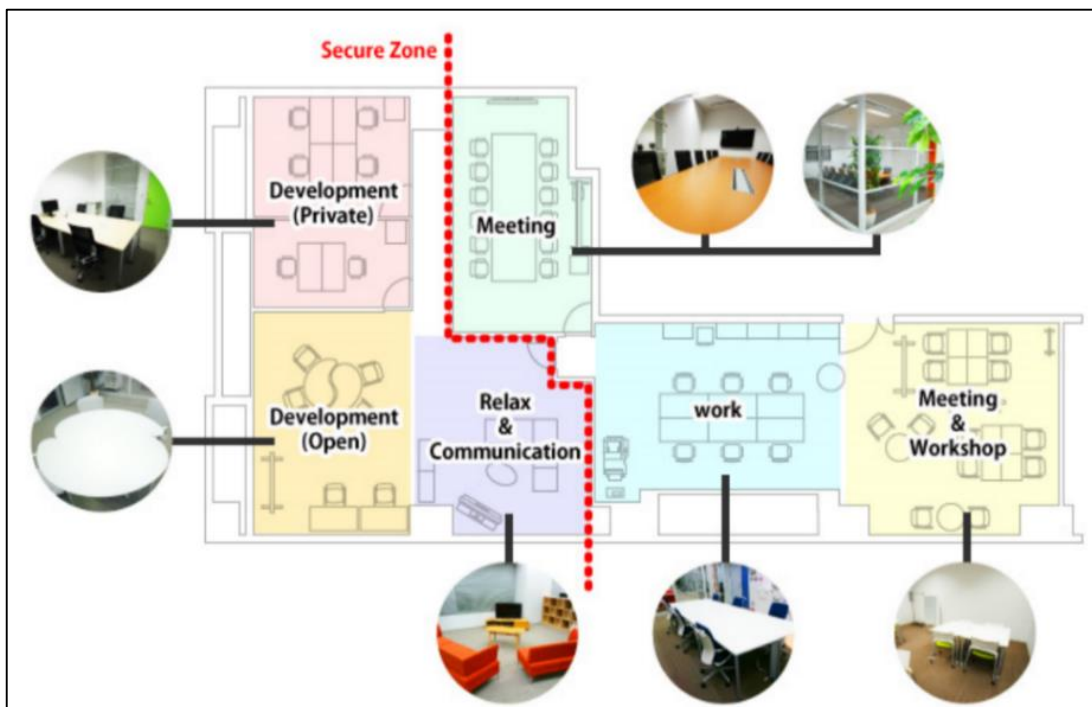 Secure Zone
Development
(Private)
Meeting
Development
(Open)
Relax
&
Communication
work
Meeting
&
Workshop